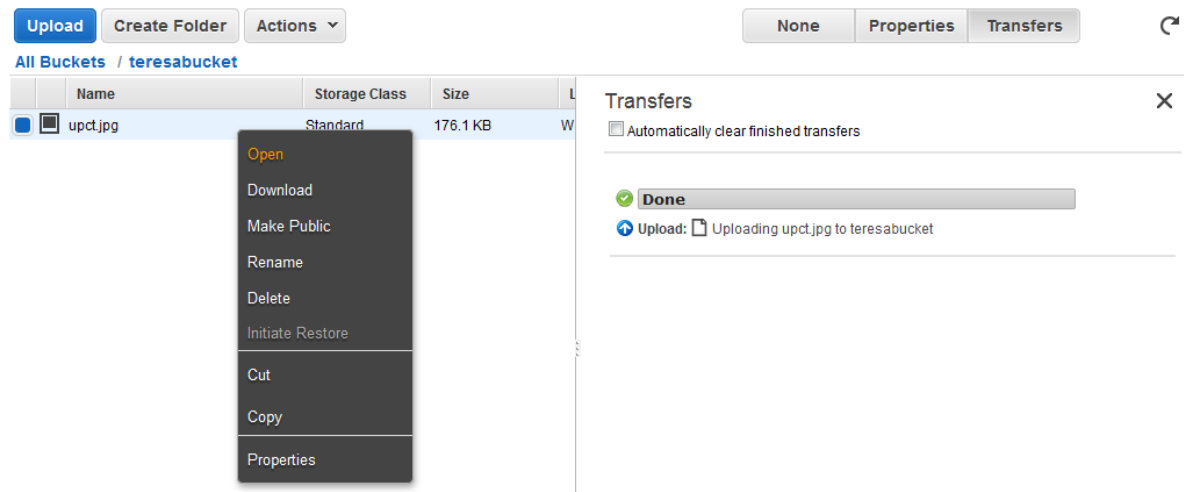 Upload Create Folder Actions None Properties Transfers
All Buckets / teresabucket
Name Storage Class Size L
upct.jpg Standard 176.1 KB W
Open
Download
Make Public
Rename
Delete
Initiate Restore
Cut
Copy
Properties
Transfers
Automatically clear finished transfers
Done
Upload: Uploading upct.jpg to teresabucket